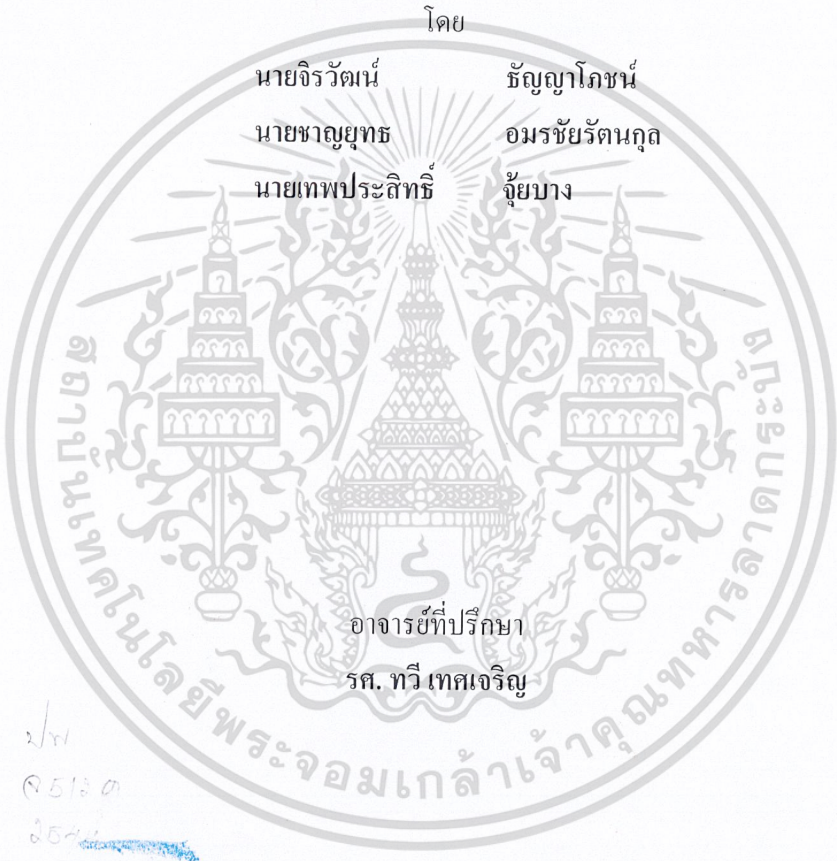 โดย
นายจิรวัฒน์ ธัญญาโภชน์
นายชาญยุทธ อมรชัยรัตนกุล
นายเทพประสิทธิ์ จุ้ยบาง
อาจารย์ที่ปรึกษา
รศ. ทวี เทศเจริญ
สถาบันเทคโนโลยีพระจอมเกล้าเจ้าคุณทหารลาดกระบัง